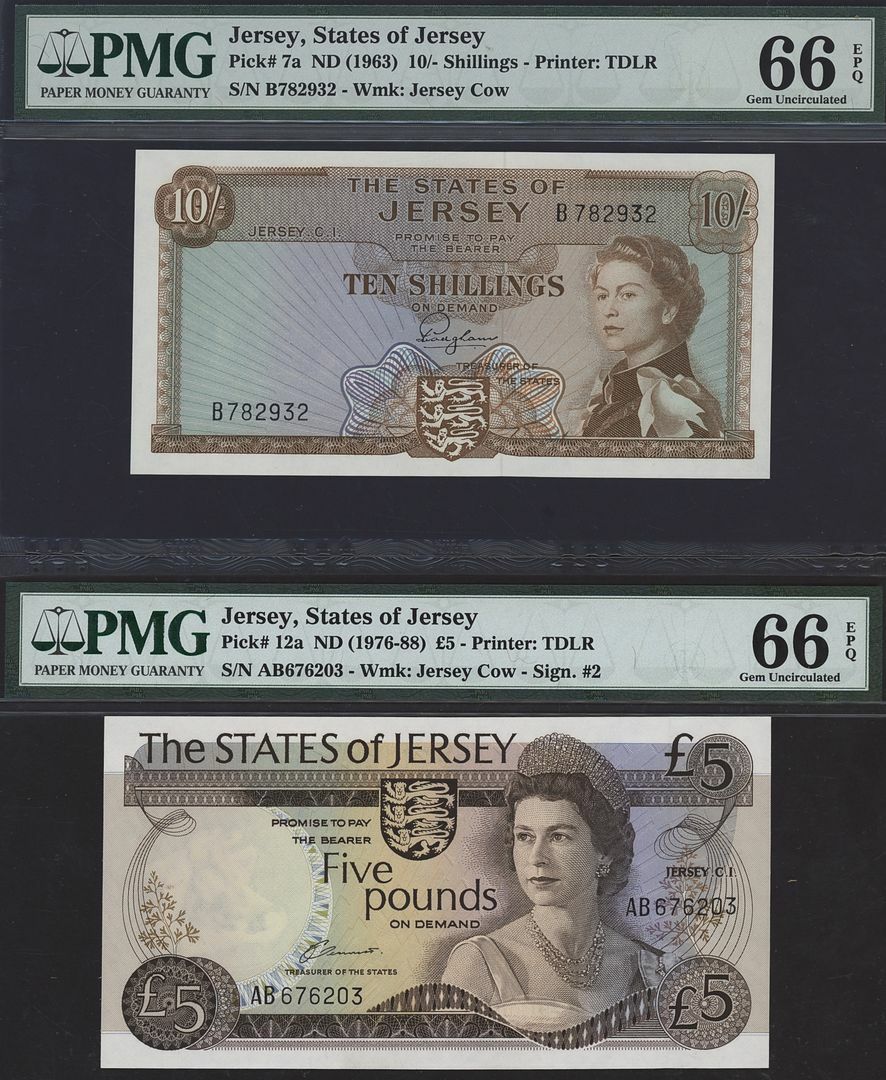 PMG
PAPER MONEY GUARANTY
Jersey, States of Jersey
Pick# 7a ND (1963) 10/- Shillings - Printer: TDLR
S/N B782932 - Wmk: Jersey Cow
66
EPQ
Gem Uncirculated
10/-
THE STATES OF
JERSEY
B782932
10/-
JERSEY, C.I.
PROMISE TO PAY
THE BEARER
TEN SHILLINGS
ON DEMAND
TREASURER OF
THE STATES
B782932
PMG
PAPER MONEY GUARANTY
Jersey, States of Jersey
Pick# 12a ND (1976-88) £5 - Printer: TDLR
S/N AB676203 - Wmk: Jersey Cow - Sign. #2
66
EPQ
Gem Uncirculated
The STATES of JERSEY
£5
PROMISE TO PAY
THE BEARER
Five
pounds
ON DEMAND
JERSEY. C.I.
AB676203
TREASURER OF THE STATES
£5
AB676203
£5